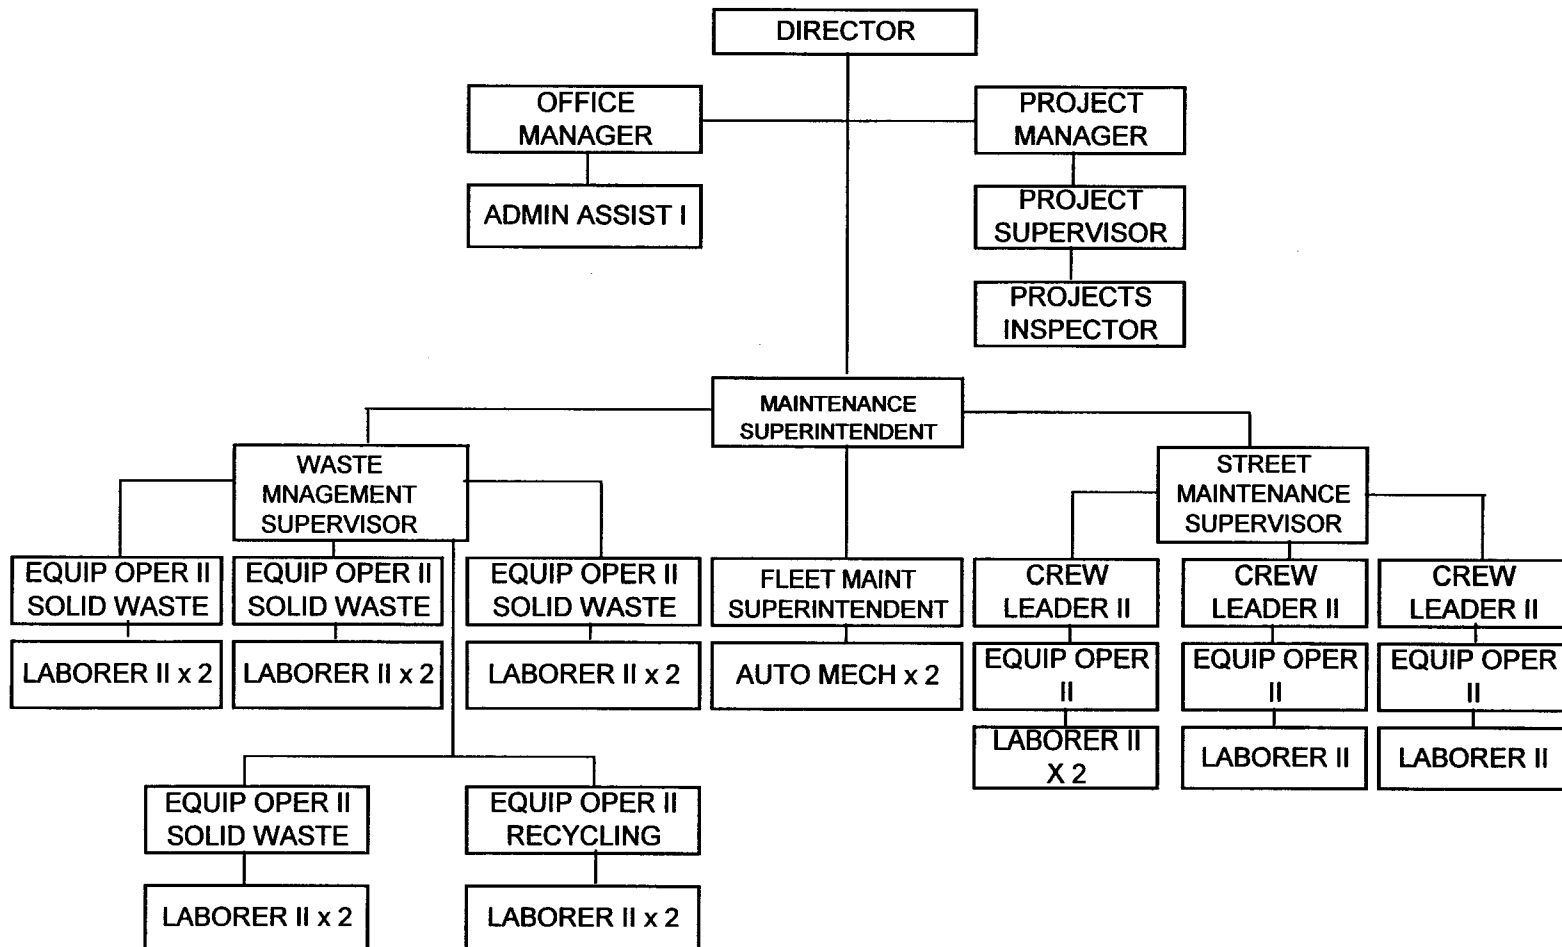 DIRECTOR
OFFICE
MANAGER
PROJECT
MANAGER
ADMIN ASSIST I
PROJECT
SUPERVISOR
PROJECTS
INSPECTOR
MAINTENANCE
SUPERINTENDENT
WASTE
MNAGEMENT
SUPERVISOR
STREET
MAINTENANCE
SUPERVISOR
EQUIP OPER II
SOLID WASTE
EQUIP OPER II
SOLID WASTE
EQUIP OPER II
SOLID WASTE
FLEET MAINT
SUPERINTENDENT
CREW
LEADER II
CREW
LEADER II
CREW
LEADER II
LABORER II x 2
LABORER II x 2
LABORER II x 2
AUTO MECH x 2
EQUIP OPER
II
EQUIP OPER
II
EQUIP OPER
II
LABORER II
X 2
LABORER II
LABORER II
EQUIP OPER II
SOLID WASTE
EQUIP OPER II
RECYCLING
LABORER II x 2
LABORER II x 2